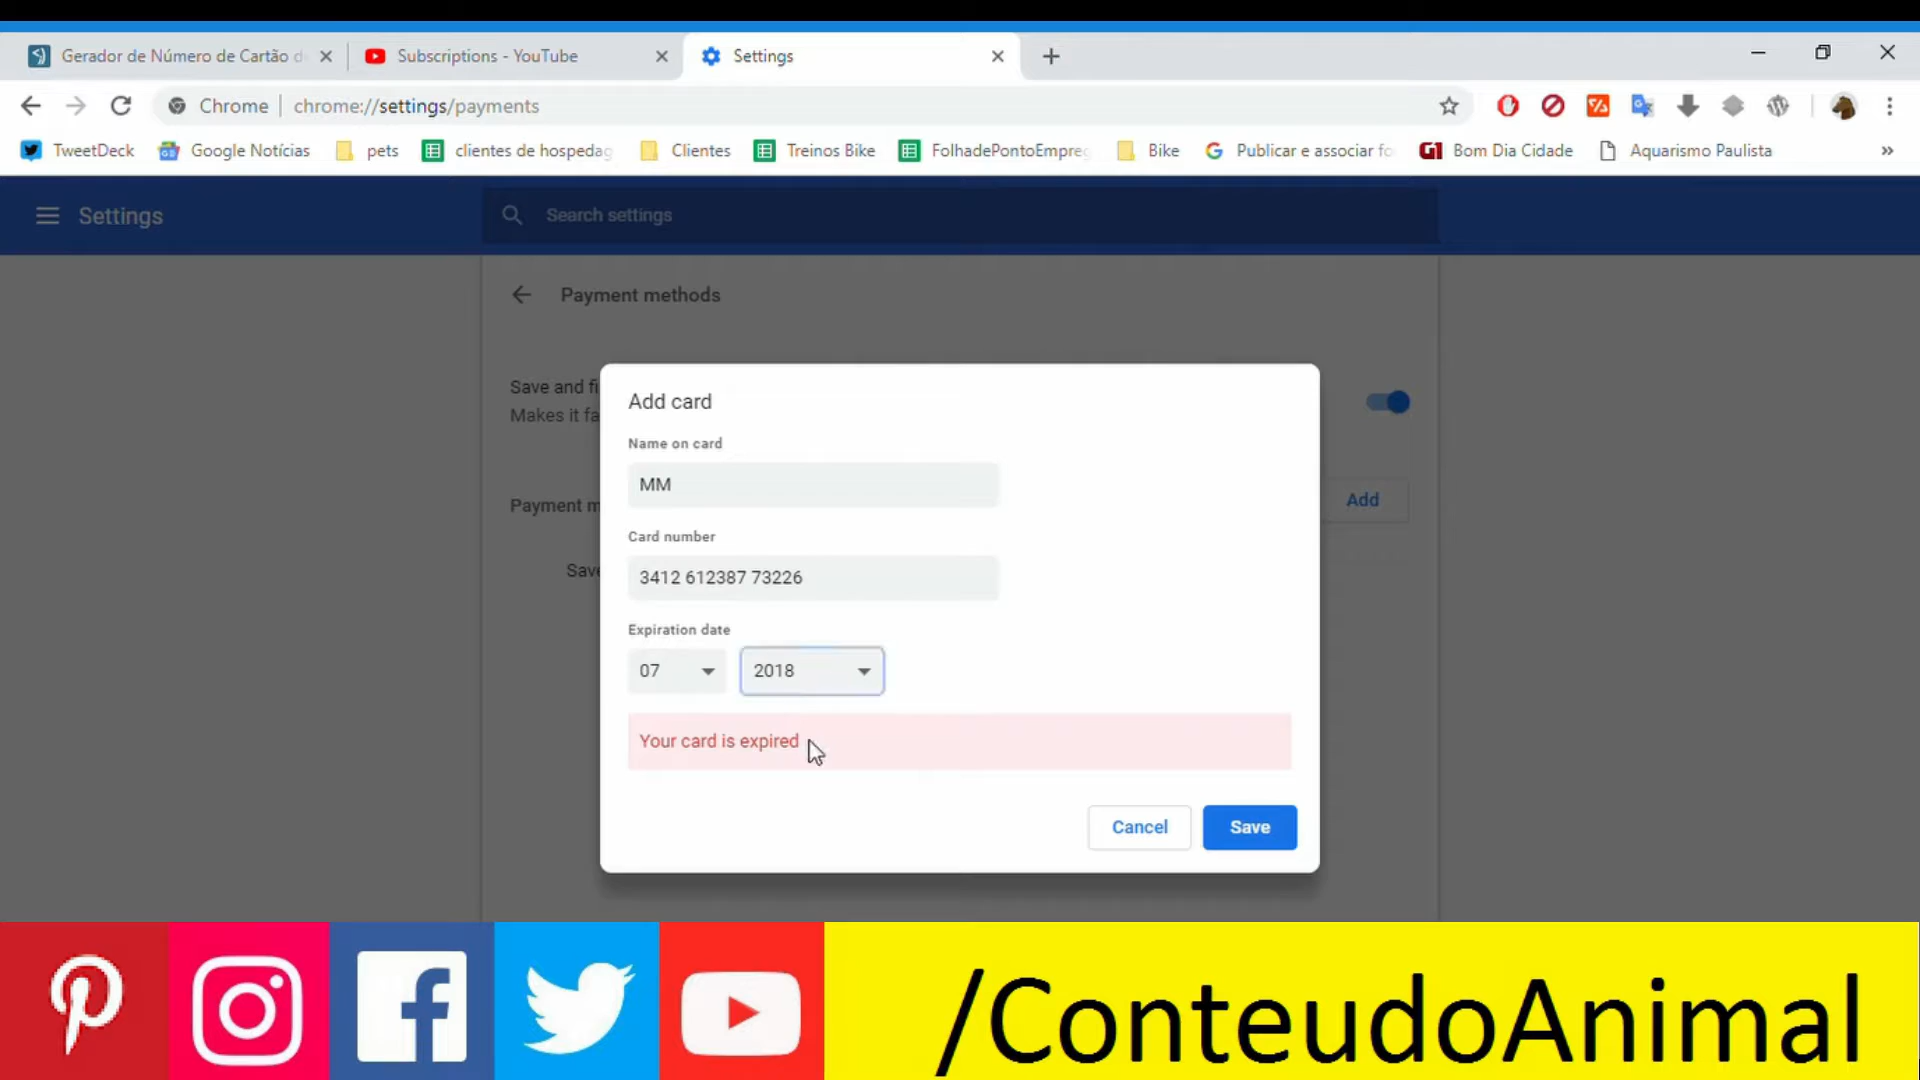 Gerador de Número de Cartão d
Subscriptions - YouTube
Settings
Chrome | chrome://settings/payments
TweetDeck
Google Notícias
pets
clientes de hospedag
Clientes
Treinos Bike
FolhadePontoEmpreg
Bike
Publicar e associar fo
Bom Dia Cidade
Aquarismo Paulista
»
Settings
Search settings
Payment methods
Save and fi
Makes it fa
Add card
Name on card
MM
Payment m
Add
Card number
Save
3412 612387 73226
Expiration date
07
2018
Your card is expired
Cancel
Save
/ConteudoAnimal